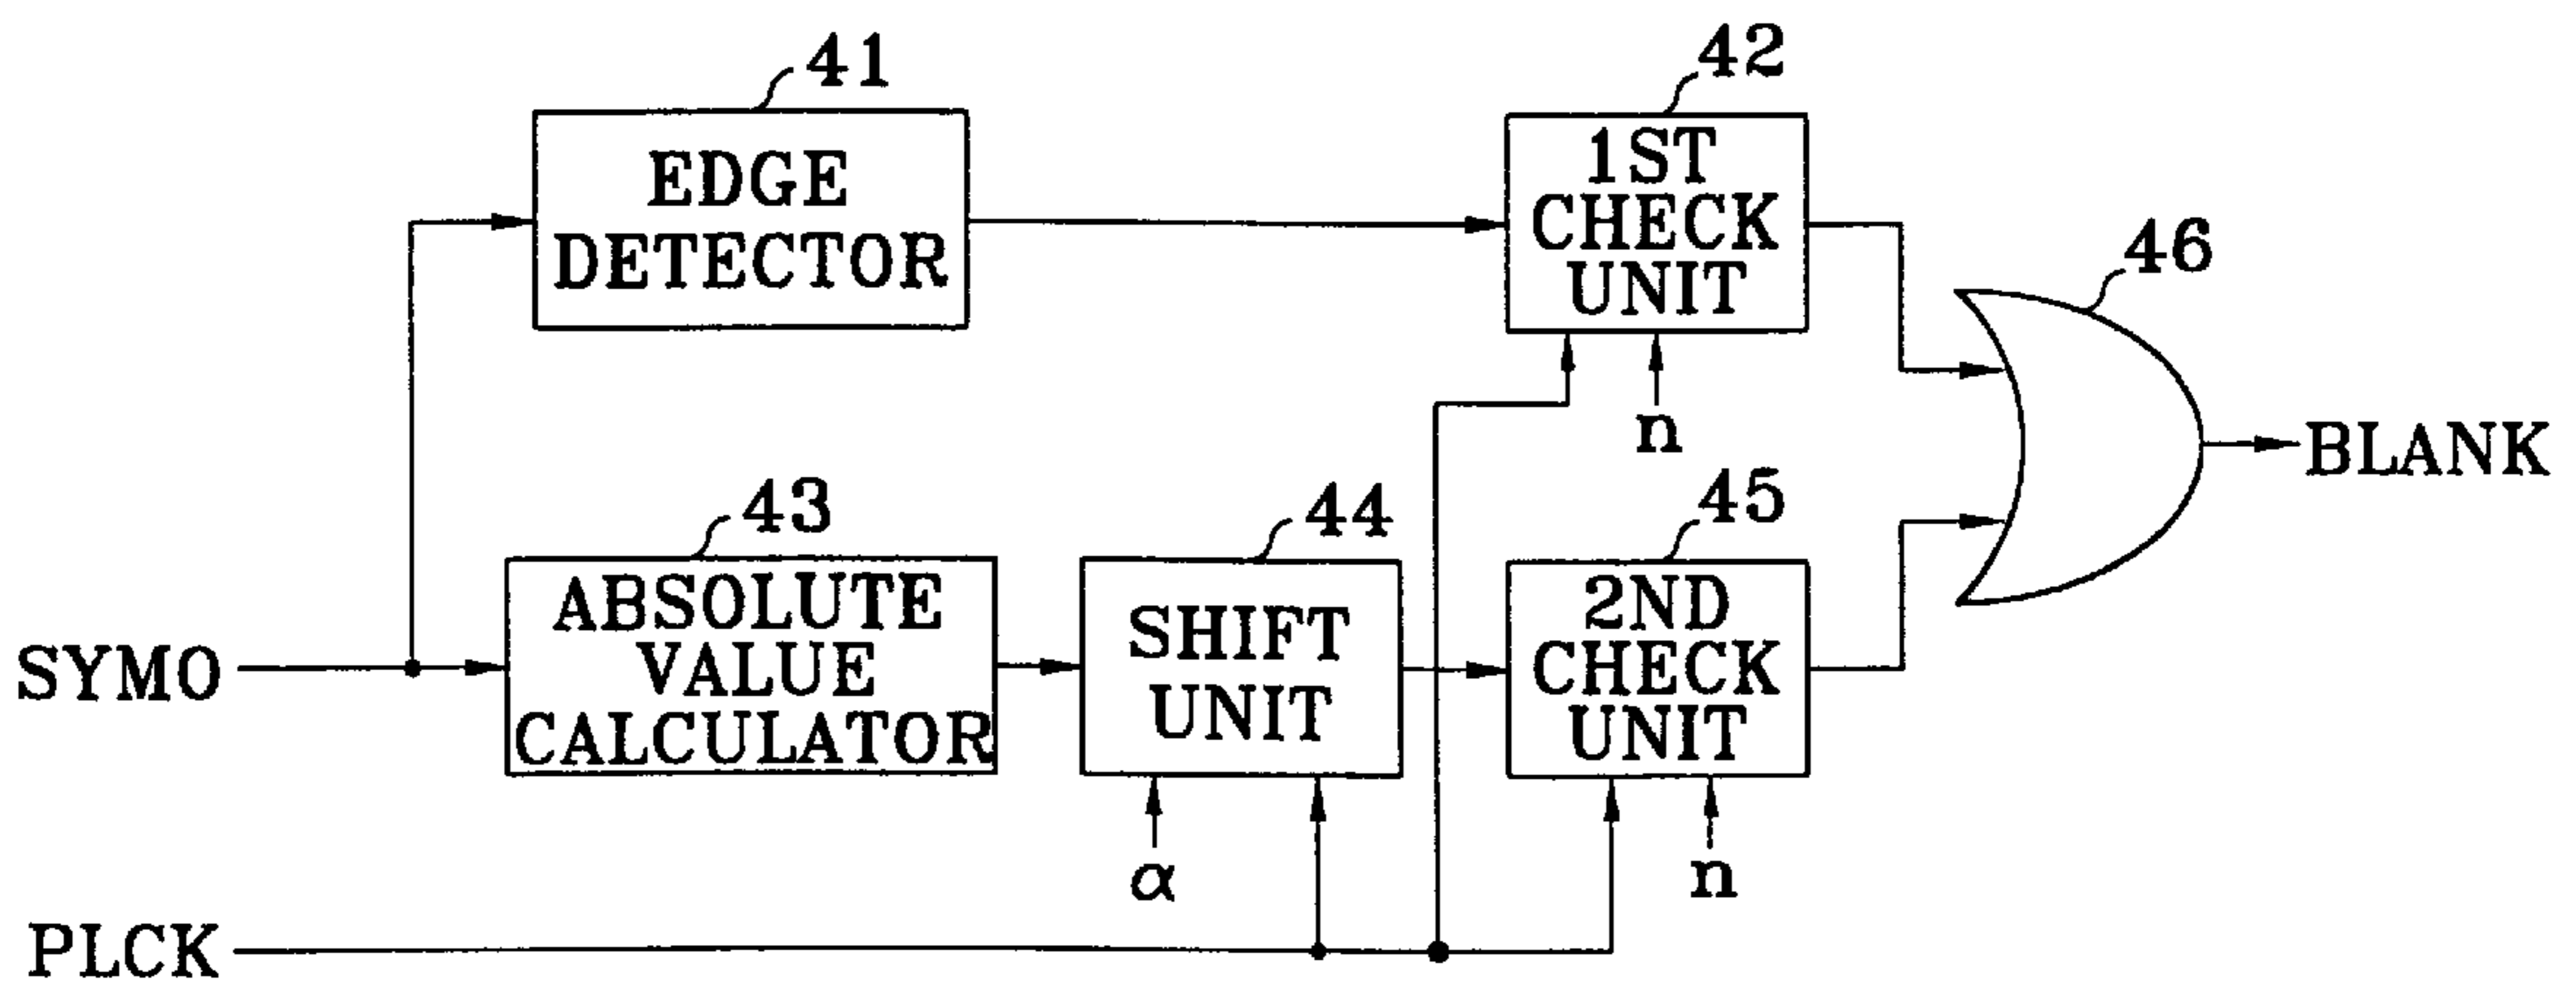 41
EDGE
DETECTOR
42
1ST
CHECK
UNIT
n
46
BLANK
SYMO
43
ABSOLUTE
VALUE
CALCULATOR
44
SHIFT
UNIT
α
45
2ND
CHECK
UNIT
n
PLCK